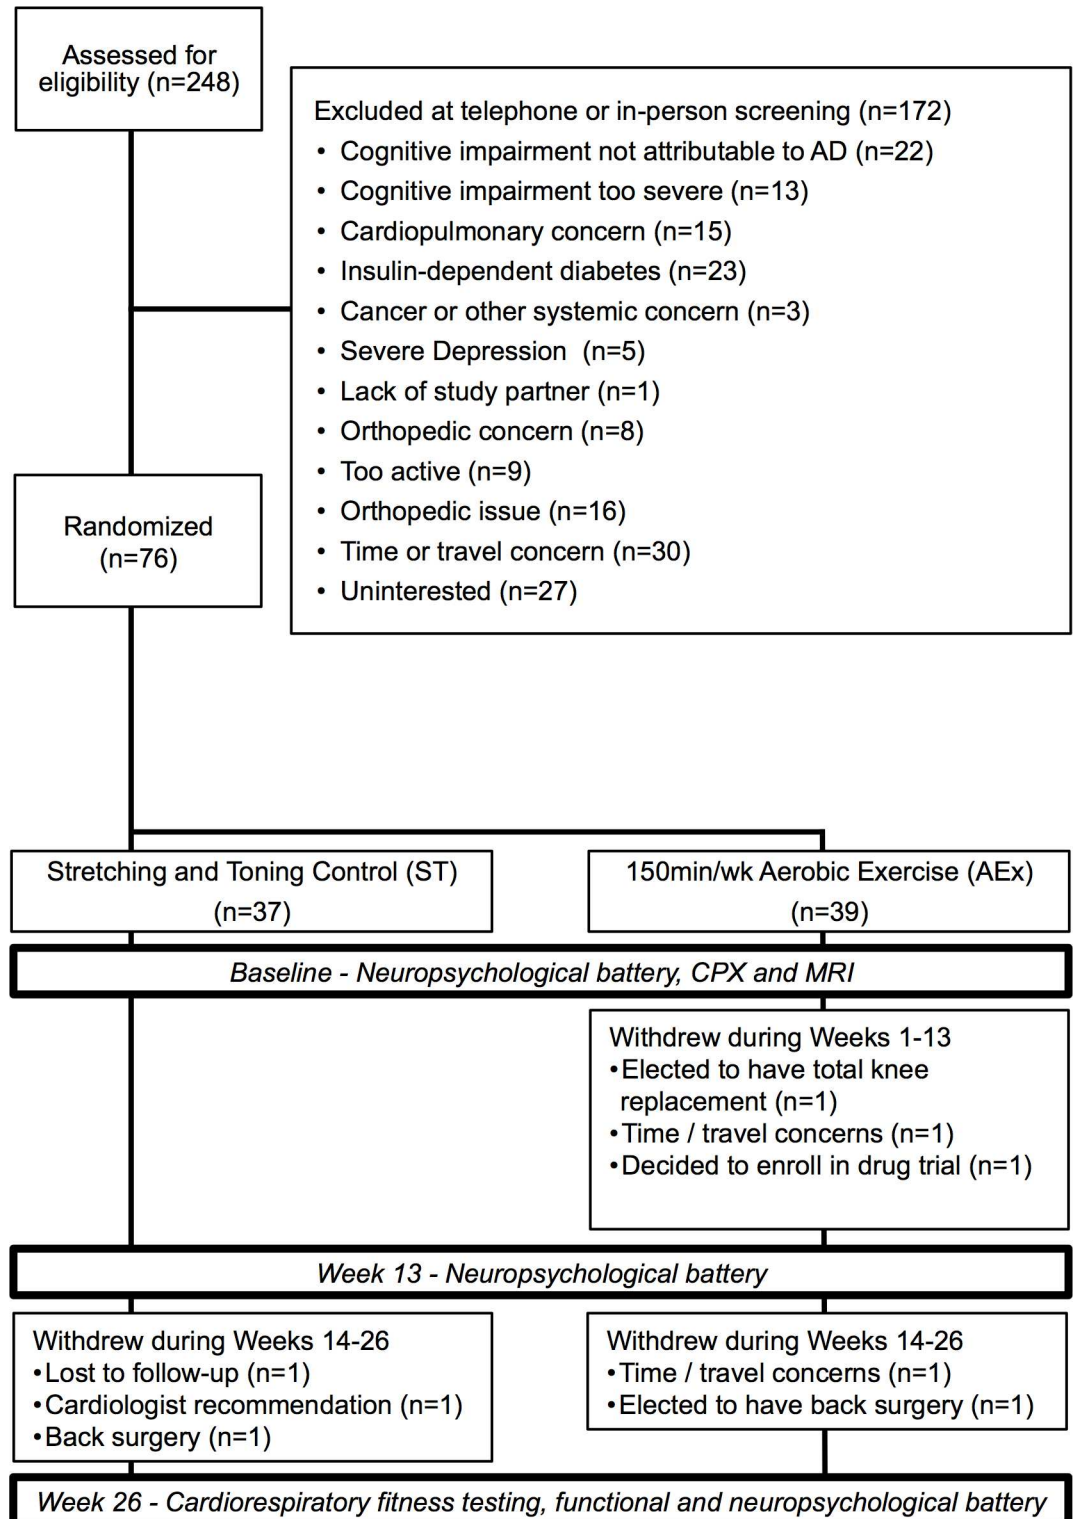 Assessed for
eligibility (n=248)
Excluded at telephone or in-person screening (n=172)
• Cognitive impairment not attributable to AD (n=22)
• Cognitive impairment too severe (n=13)
• Cardiopulmonary concern (n=15)
• Insulin-dependent diabetes (n=23)
• Cancer or other systemic concern (n=3)
• Severe Depression (n=5)
• Lack of study partner (n=1)
• Orthopedic concern (n=8)
• Too active (n=9)
• Orthopedic issue (n=16)
• Time or travel concern (n=30)
• Uninterested (n=27)
Randomized
(n=76)
Stretching and Toning Control (ST)
(n=37)
150min/wk Aerobic Exercise (AEx)
(n=39)
Baseline - Neuropsychological battery, CPX and MRI
Withdrew during Weeks 1-13
•Elected to have total knee
replacement (n=1)
•Time / travel concerns (n=1)
•Decided to enroll in drug trial (n=1)
Week 13 - Neuropsychological battery
Withdrew during Weeks 14-26
•Lost to follow-up (n=1)
•Cardiologist recommendation (n=1)
•Back surgery (n=1)
Withdrew during Weeks 14-26
•Time / travel concerns (n=1)
•Elected to have back surgery (n=1)
Week 26 - Cardiorespiratory fitness testing, functional and neuropsychological battery